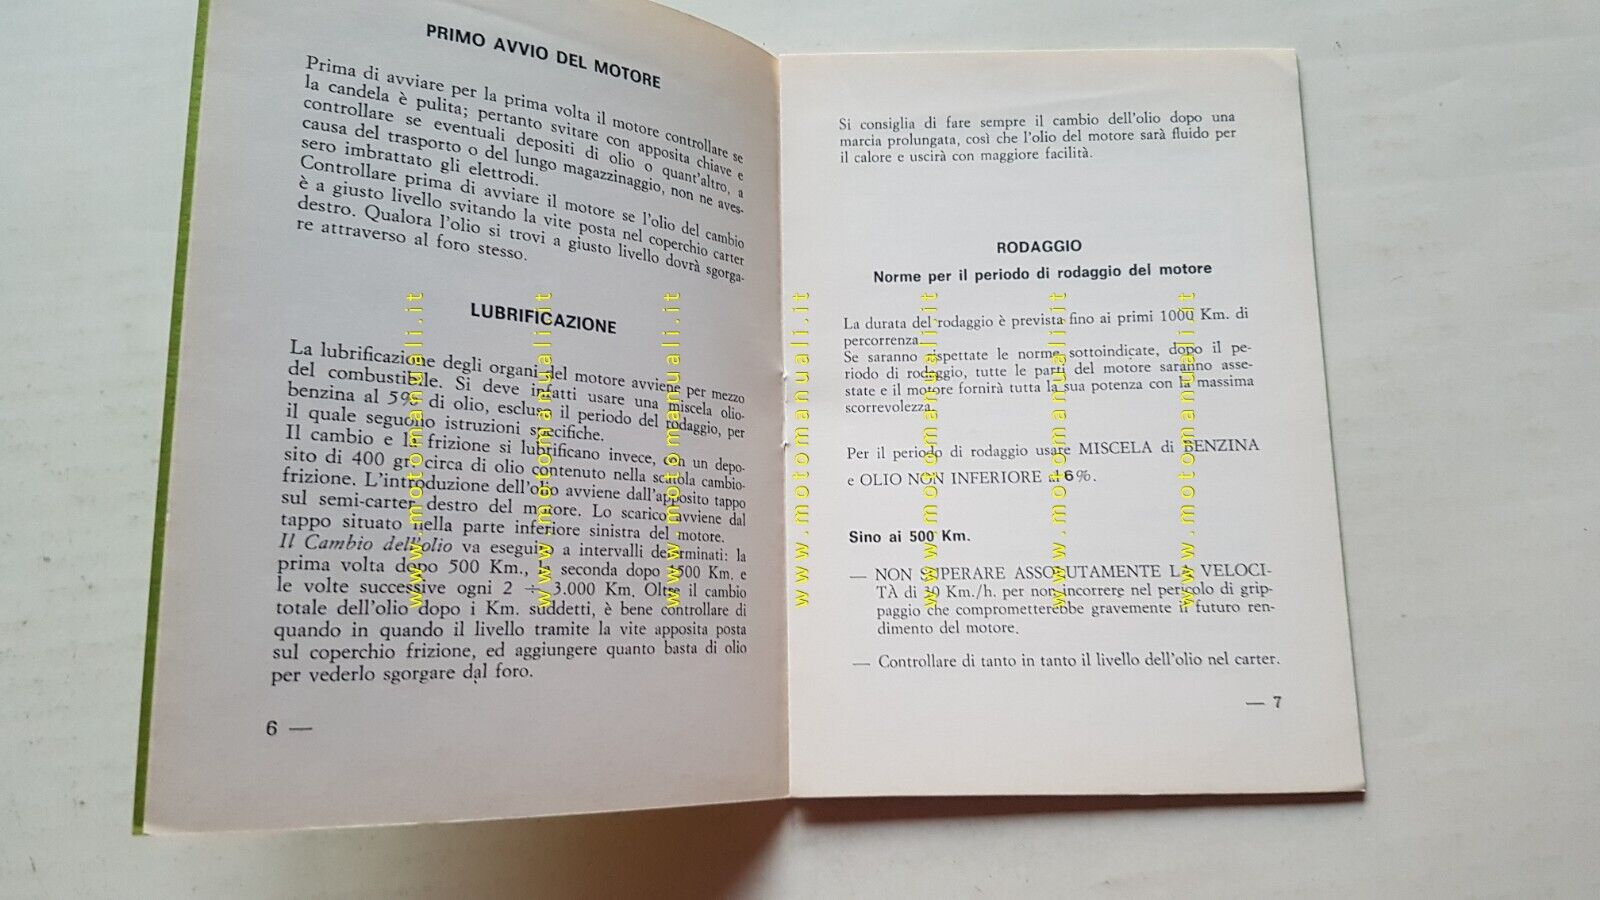 PRIMO AVVIO DEL MOTORE
Prima di avviare per la prima volta il motore controllare se
la candela è pulita; pertanto svitare con apposita chiave e
controllare se eventuali depositi di olio o quant'altro, a
causa del trasporto o del lungo magazzinaggio, non ne aves-
sero imbrattato gli elettrodi.
Controllare prima di avviare il motore se l'olio del cambio
è a giusto livello svitando la vite posta nel coperchio carter
destro. Qualora l'olio si trovi a giusto livello dovrà sgorga-
re attraverso al foro stesso.
LUBRIFICAZIONE
La lubrificazione degli organi del motore avviene per mezzo
del combustibile. Si deve infatti usare una miscela olio-
benzina al 5% di olio, escluso il periodo del rodaggio, per
il quale seguono istruzioni specifiche.
Il cambio e la frizione si lubrificano invece, con un depo-
sito di 400 gr. circa di olio contenuto nella scatola cambio-
frizione. L'introduzione dell'olio avviene dall'apposito tappo
sul semi-carter destro del motore. Lo scarico avviene dal
tappo situato nella parte inferiore sinistra del motore.
Il Cambio dell'olio va eseguito a intervalli determinati: la
prima volta dopo 500 Km., la seconda dopo 1500 Km. e
le volte successive ogni 2 ÷ 3.000 Km. Oltre il cambio
totale dell'olio dopo i Km. suddetti, è bene controllare di
quando in quando il livello tramite la vite apposita posta
sul coperchio frizione, ed aggiungere quanto basta di olio
per vederlo sgorgare dal foro.
6 —
Si consiglia di fare sempre il cambio dell'olio dopo una
marcia prolungata, così che l'olio del motore sarà fluido per
il calore e uscirà con maggiore facilità.
RODAGGIO
Norme per il periodo di rodaggio del motore
La durata del rodaggio è prevista fino ai primi 1000 Km. di
percorrenza.
Se saranno rispettate le norme sottoindicate, dopo il pe-
riodo di rodaggio, tutte le parti del motore saranno asse-
state e il motore fornirà tutta la sua potenza con la massima
scorrevolezza.
Per il periodo di rodaggio usare MISCELA di BENZINA
e OLIO NON INFERIORE al 6%.
Sino ai 500 Km.
— NON SUPERARE ASSOLUTAMENTE LA VELOCI-
TÀ di Km./h. per non incorrere nel pericolo di grip-
paggio che comprometterebbe gravemente il futuro ren-
dimento del motore.
— Controllare di tanto in tanto il livello dell'olio nel carter.
— 7
www.motomanuali.it
www.motomanuali.it
www.motomanuali.it
www.motomanuali.it
www.motomanuali.it
www.motomanuali.it
www.motomanuali.it